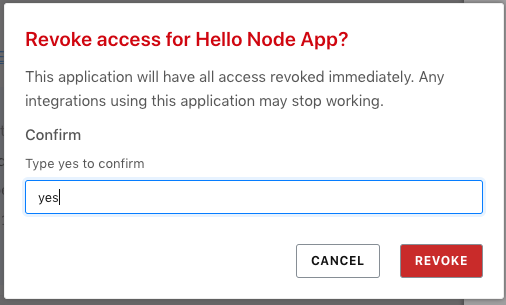 Revoke access for Hello Node App?
This application will have all access revoked immediately. Any
integrations using this application may stop working.
Confirm
Type yes to confirm
yes
CANCEL REVOKE